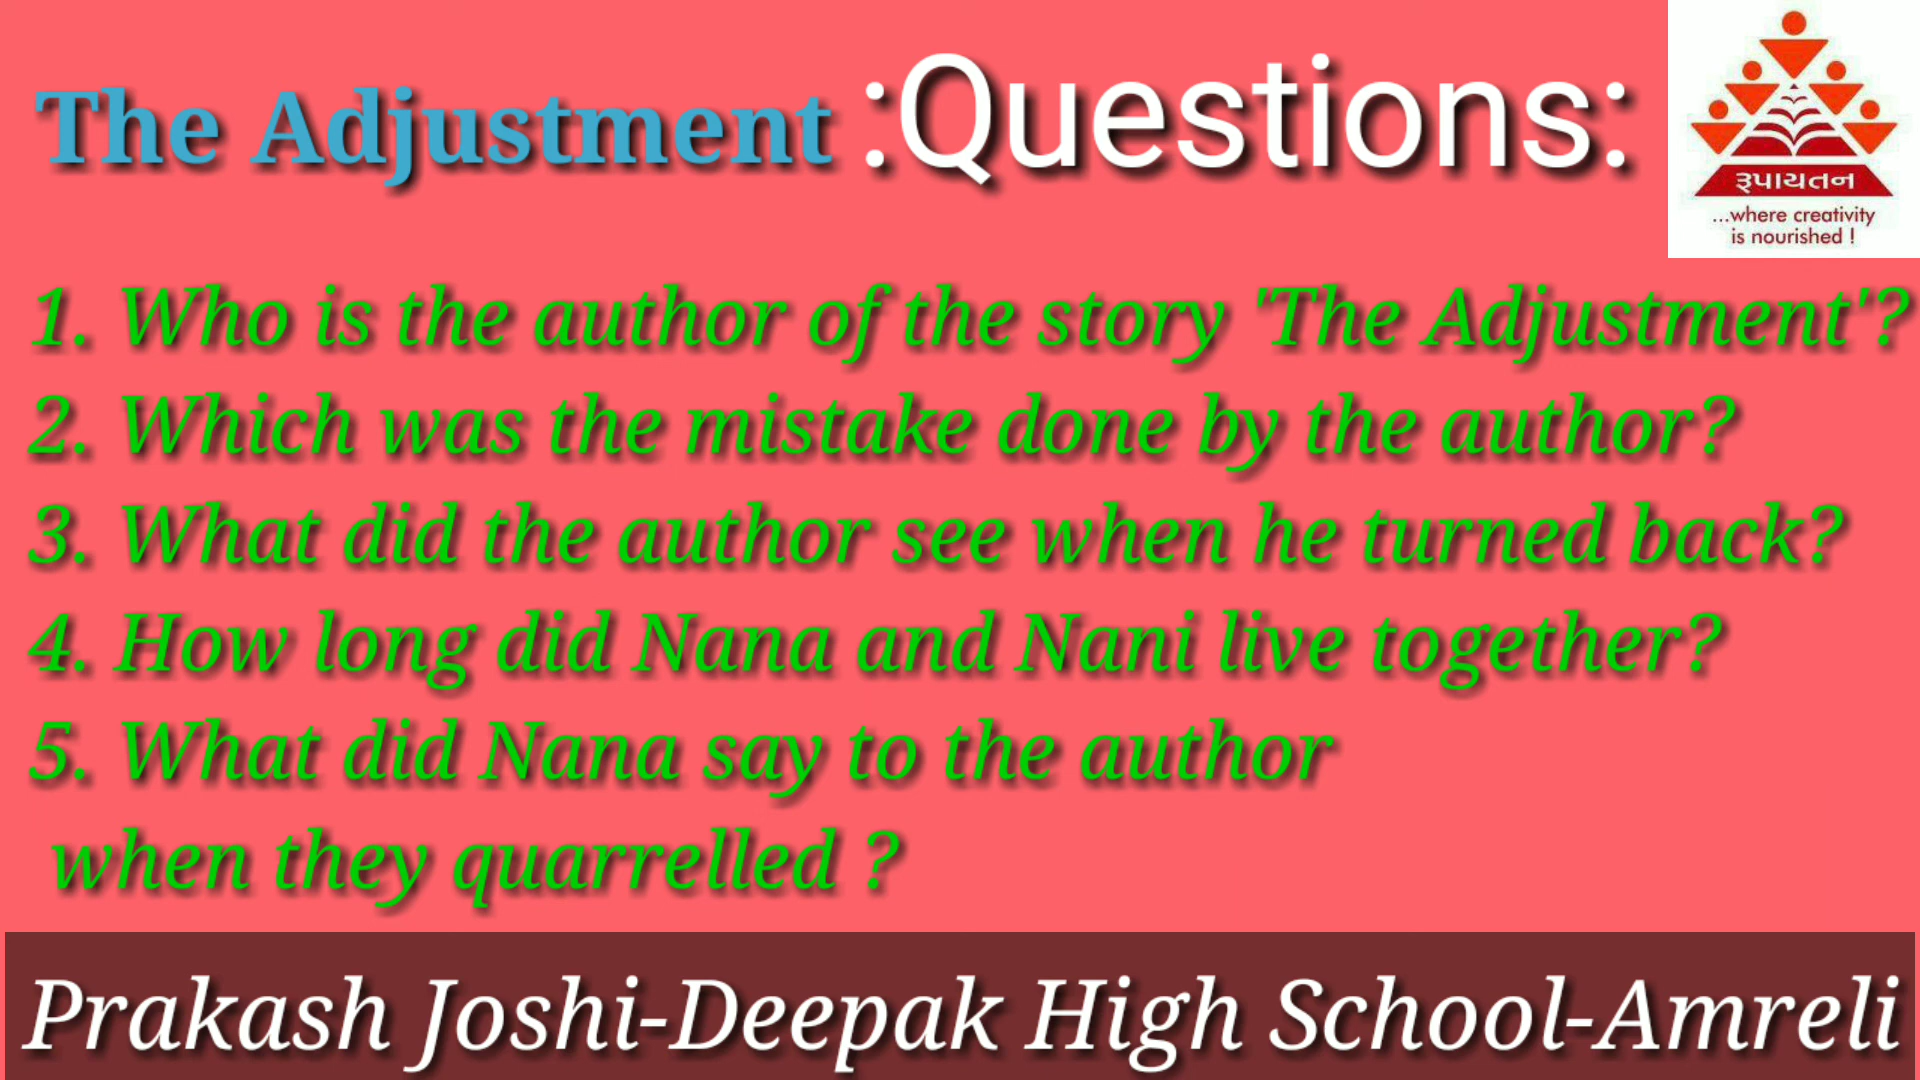 The Adjustment :Questions:
રૂપાયતન
...where creativity
is nourished !
1. Who is the author of the story 'The Adjustment'?
2. Which was the mistake done by the author?
3. What did the author see when he turned back?
4. How long did Nana and Nani live together?
5. What did Nana say to the author
when they quarrelled ?
Prakash Joshi-Deepak High School-Amreli